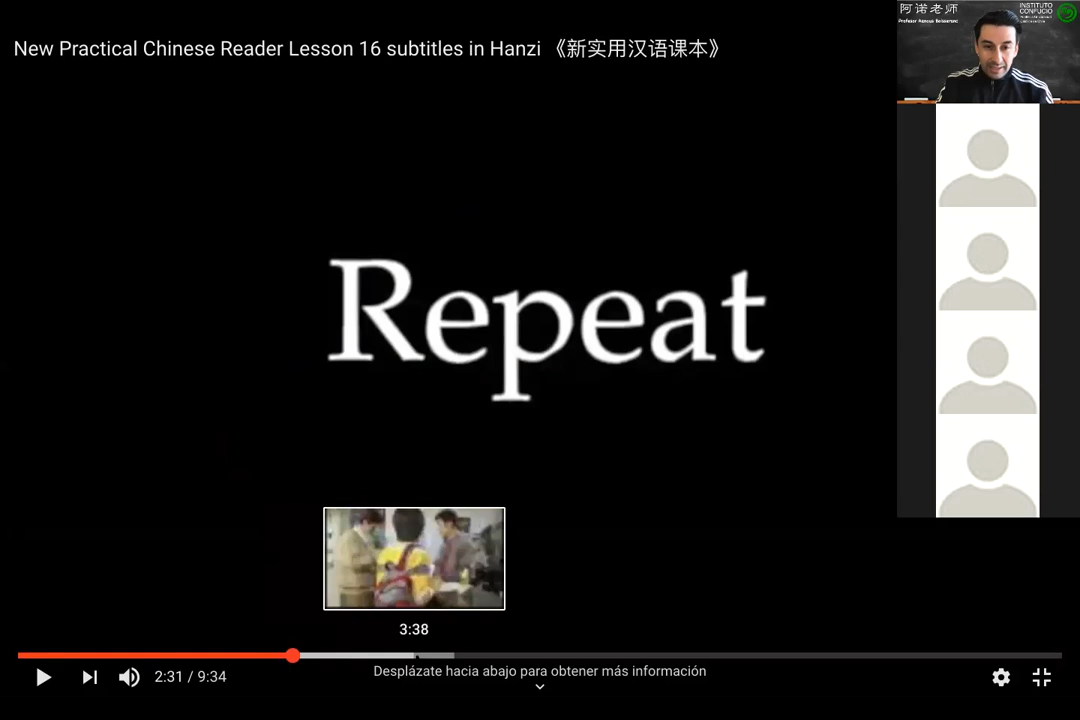 New Practical Chinese Reader Lesson 16 subtitles in Hanzi 《新实用汉语课本》
阿诺老师
INSTITUTO
CONFUCIO
Repeat
3:38
2:31 / 9:34
Desplázate hacia abajo para obtener más información